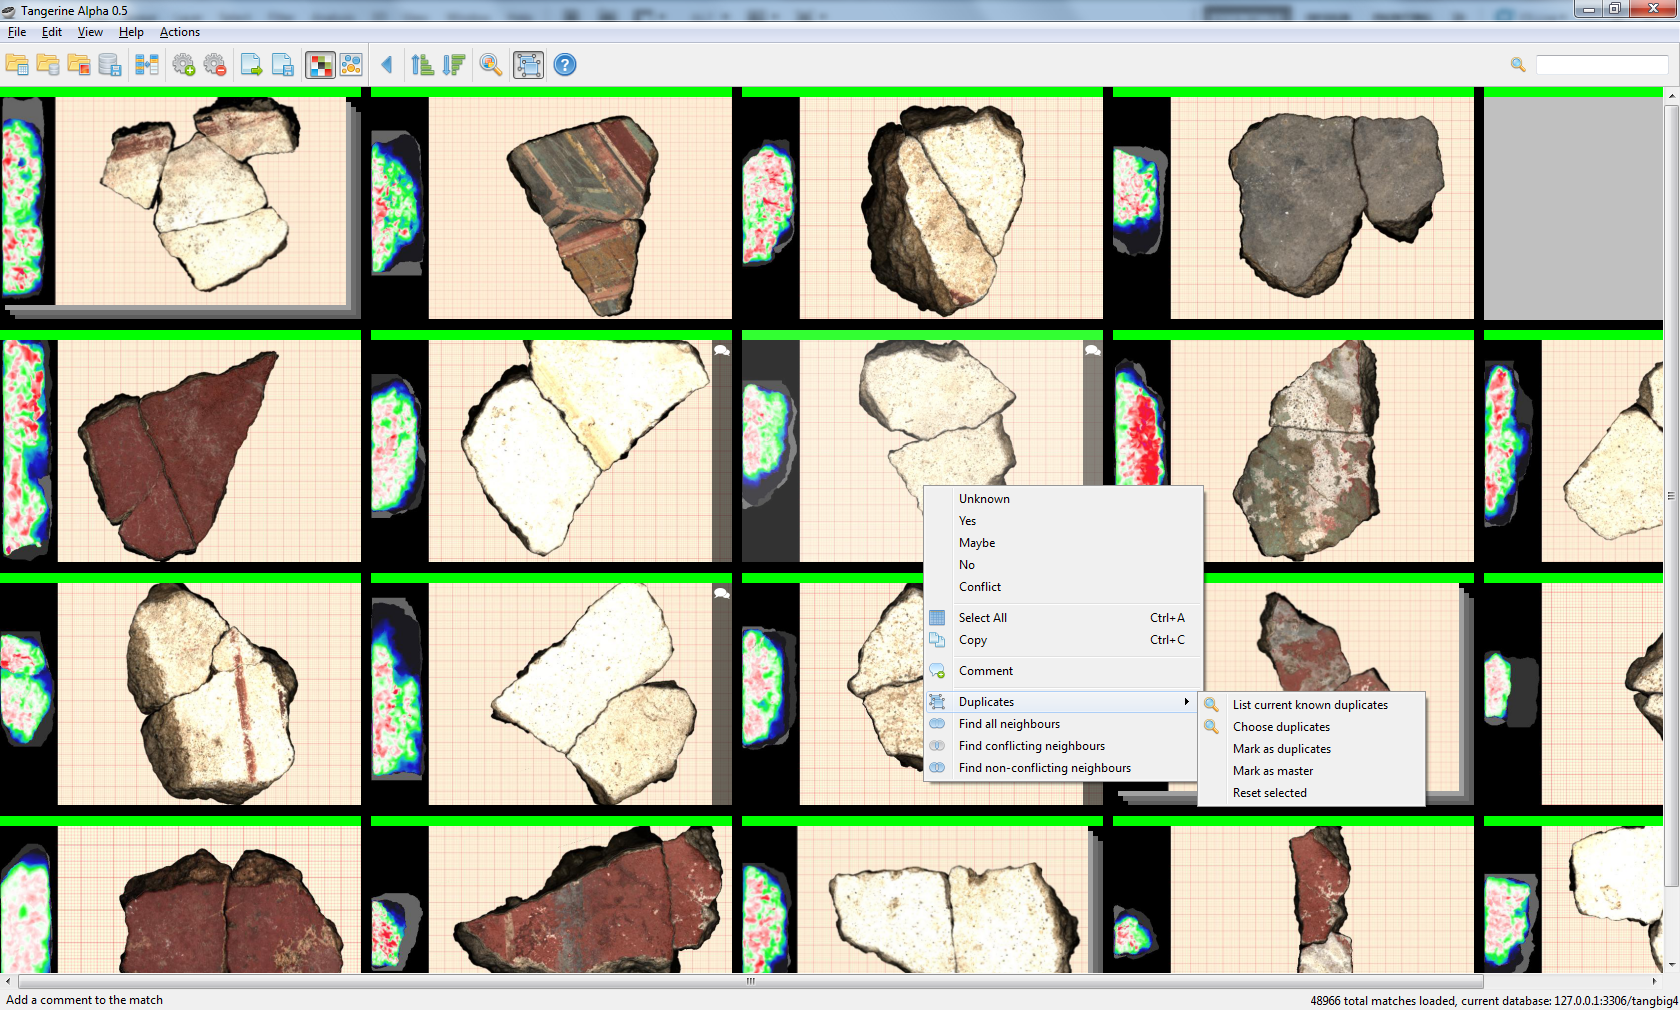 Tangerine Alpha 0.5
File Edit View Help Actions
Unknown
Yes
Maybe
No
Conflict
Select All Ctrl+A
Copy Ctrl+C
Comment
Duplicates
Find all neighbours
Find conflicting neighbours
Find non-conflicting neighbours
List current known duplicates
Choose duplicates
Mark as duplicates
Mark as master
Reset selected
Add a comment to the match
48966 total matches loaded, current database: 127.0.0.1:3306/tangbig4